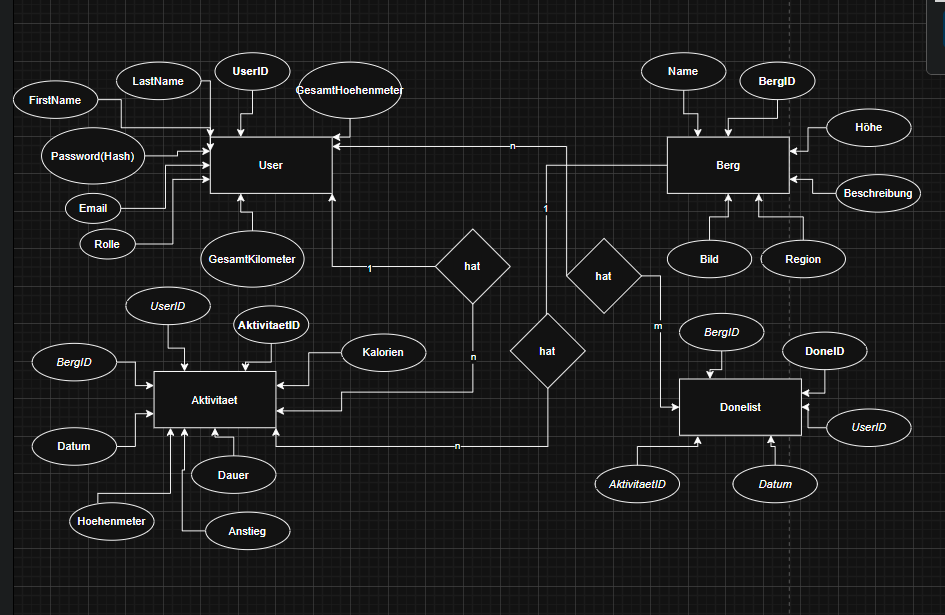 Name
UserID
LastName
BergID
GesamtHoehenmeter
FirstName
Höhe
n
Password(Hash)
User
Berg
Beschreibung
Email
1
Rolle
GesamtKilometer
Bild
Region
1
hat
hat
UserID
AktivitaetID
m
BergID
Kalorien
hat
DoneID
n
BergID
Aktivitaet
Donelist
UserID
Datum
n
Dauer
AktivitaetID
Datum
Hoehenmeter
Anstieg